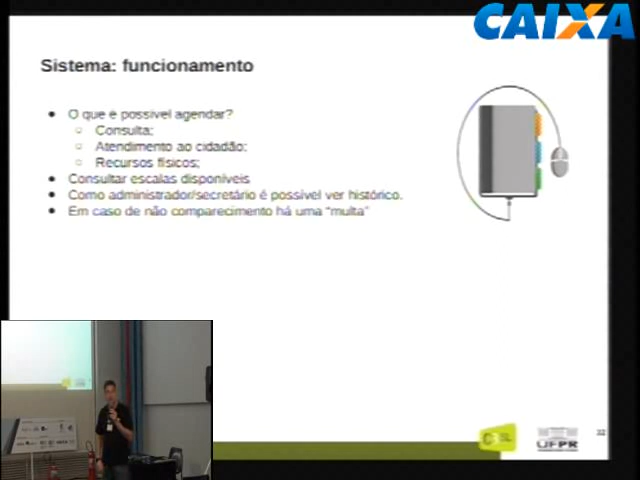 CAIXA
Sistema: funcionamento
O que é possível agendar?
Consulta;
Atendimento ao cidadão;
Recursos físicos;
Consultar escalas disponíveis
Como administrador/secretário é possível ver histórico.
Em caso de não comparecimento há uma "multa"
UFPR
32